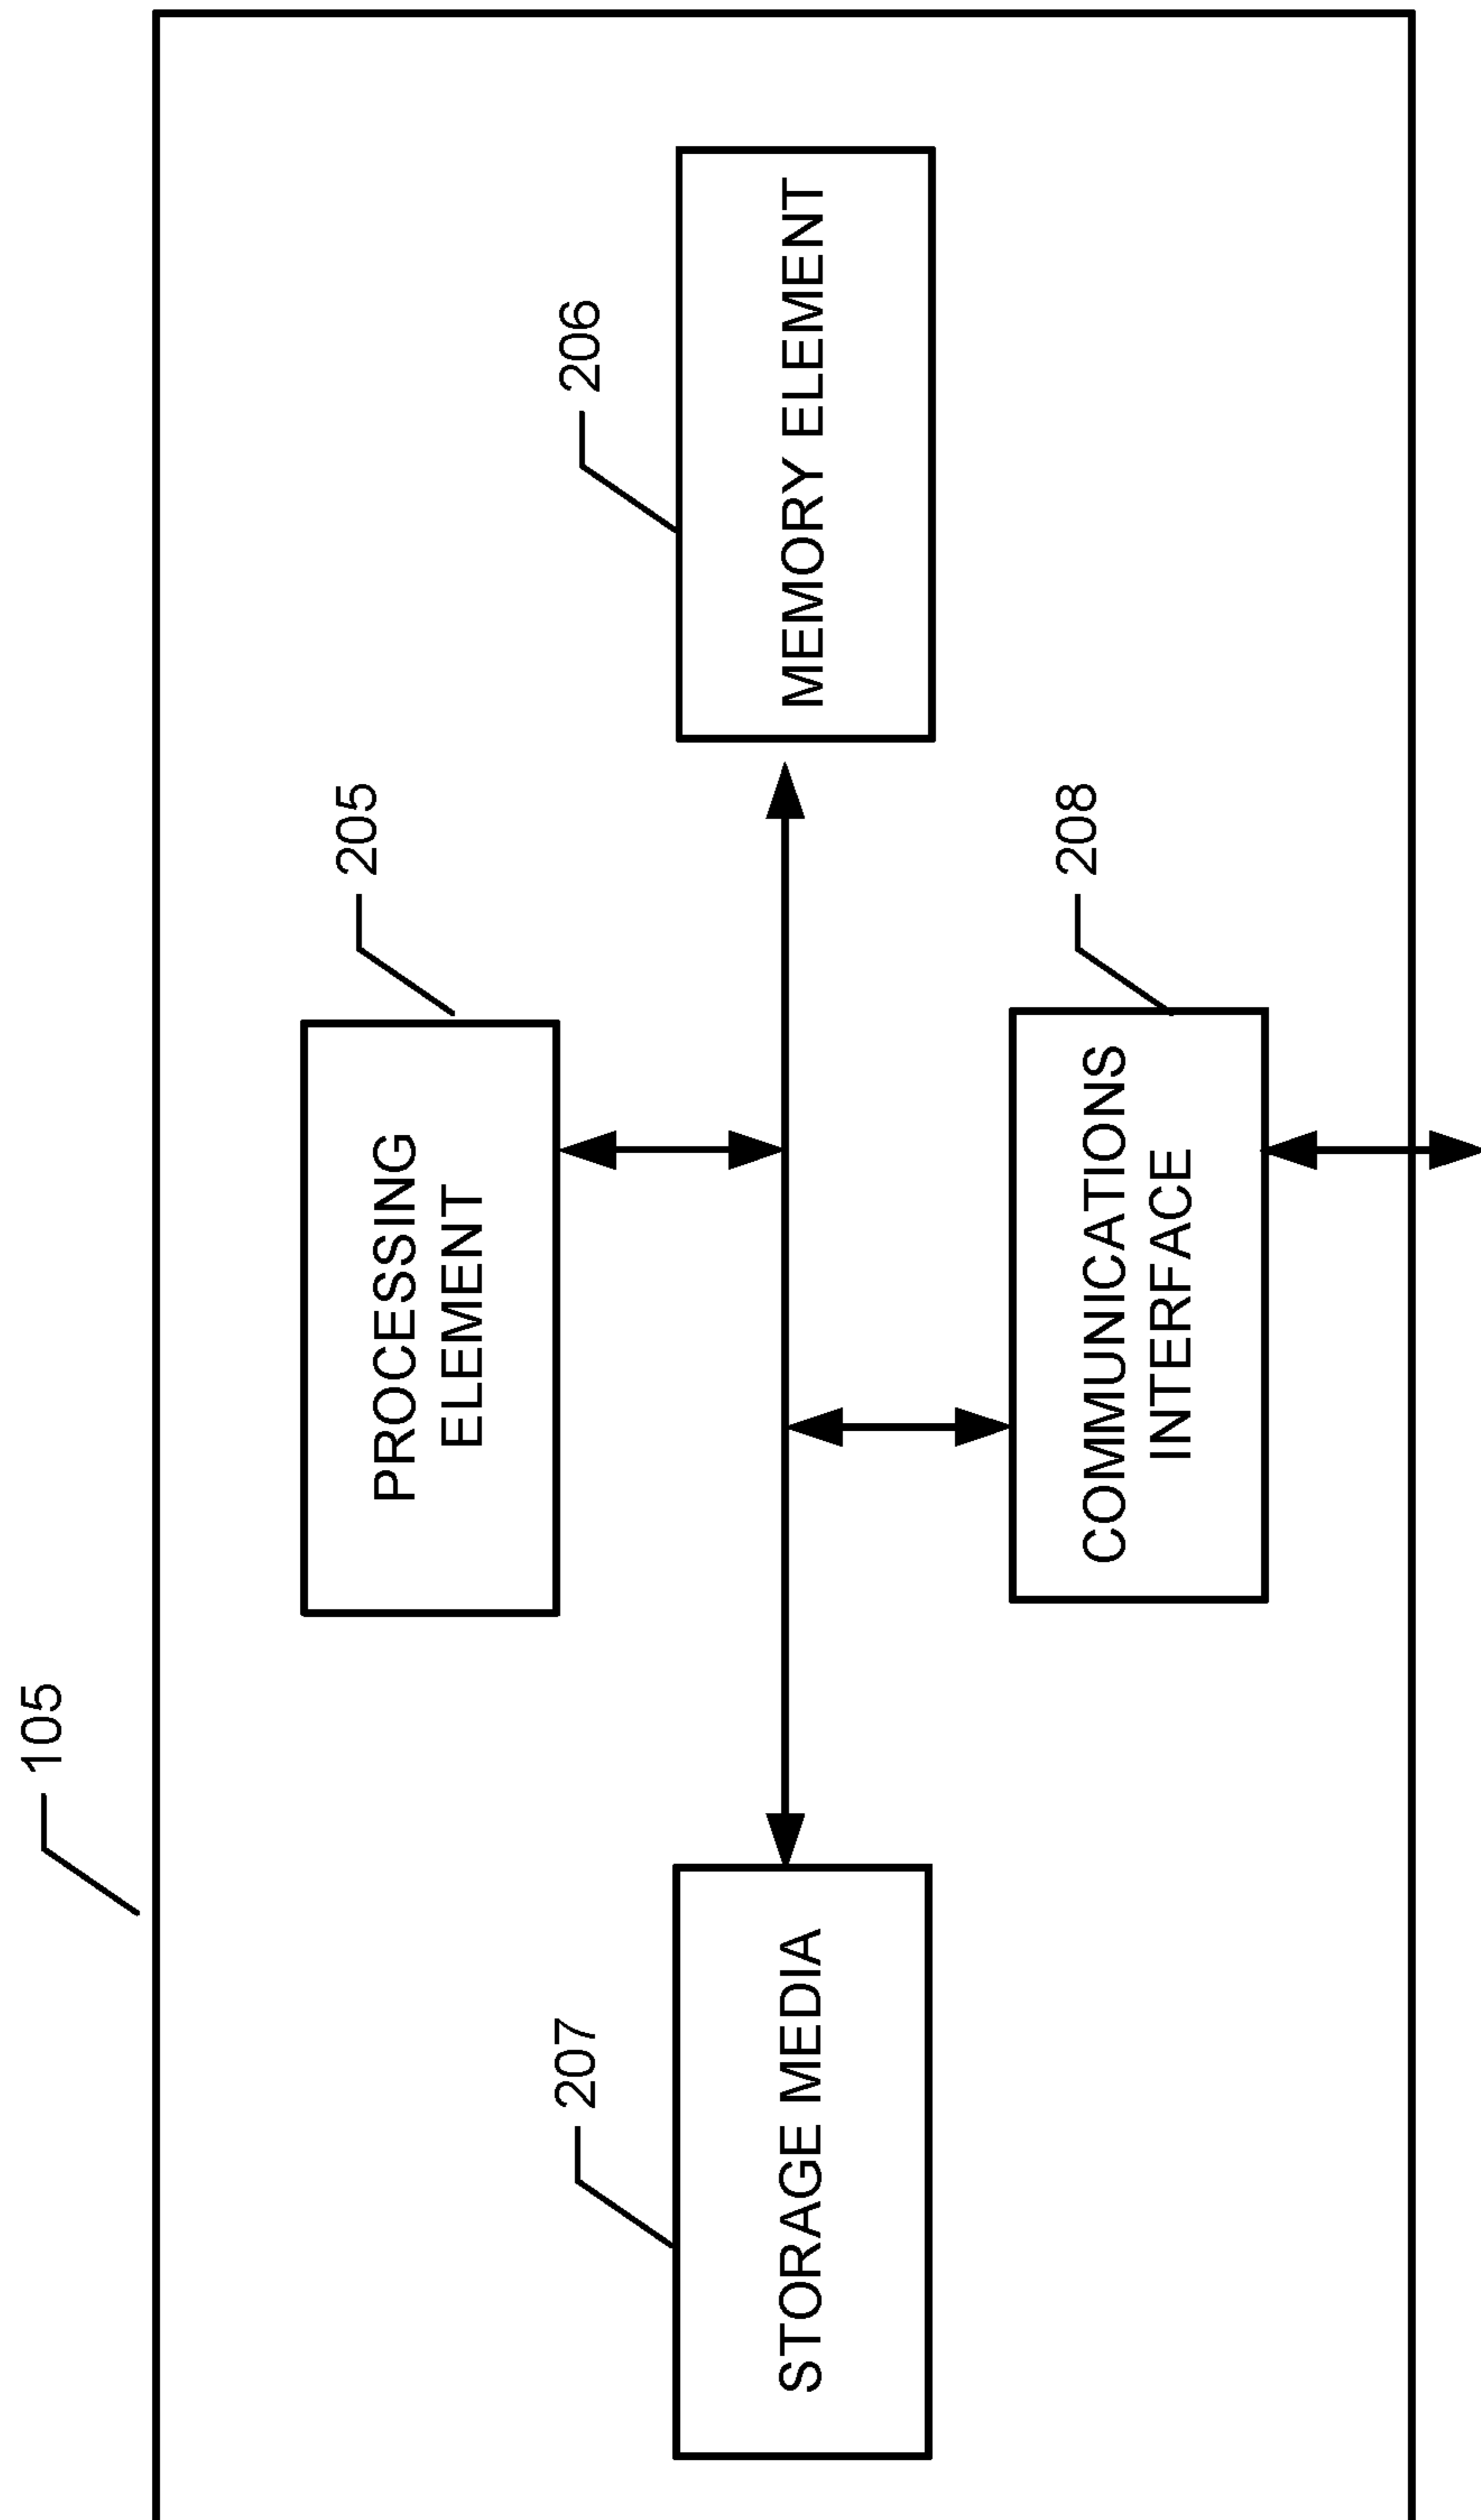 105
205
PROCESSING
ELEMENT
207
STORAGE MEDIA
206
MEMORY ELEMENT
208
COMMUNICATIONS
INTERFACE